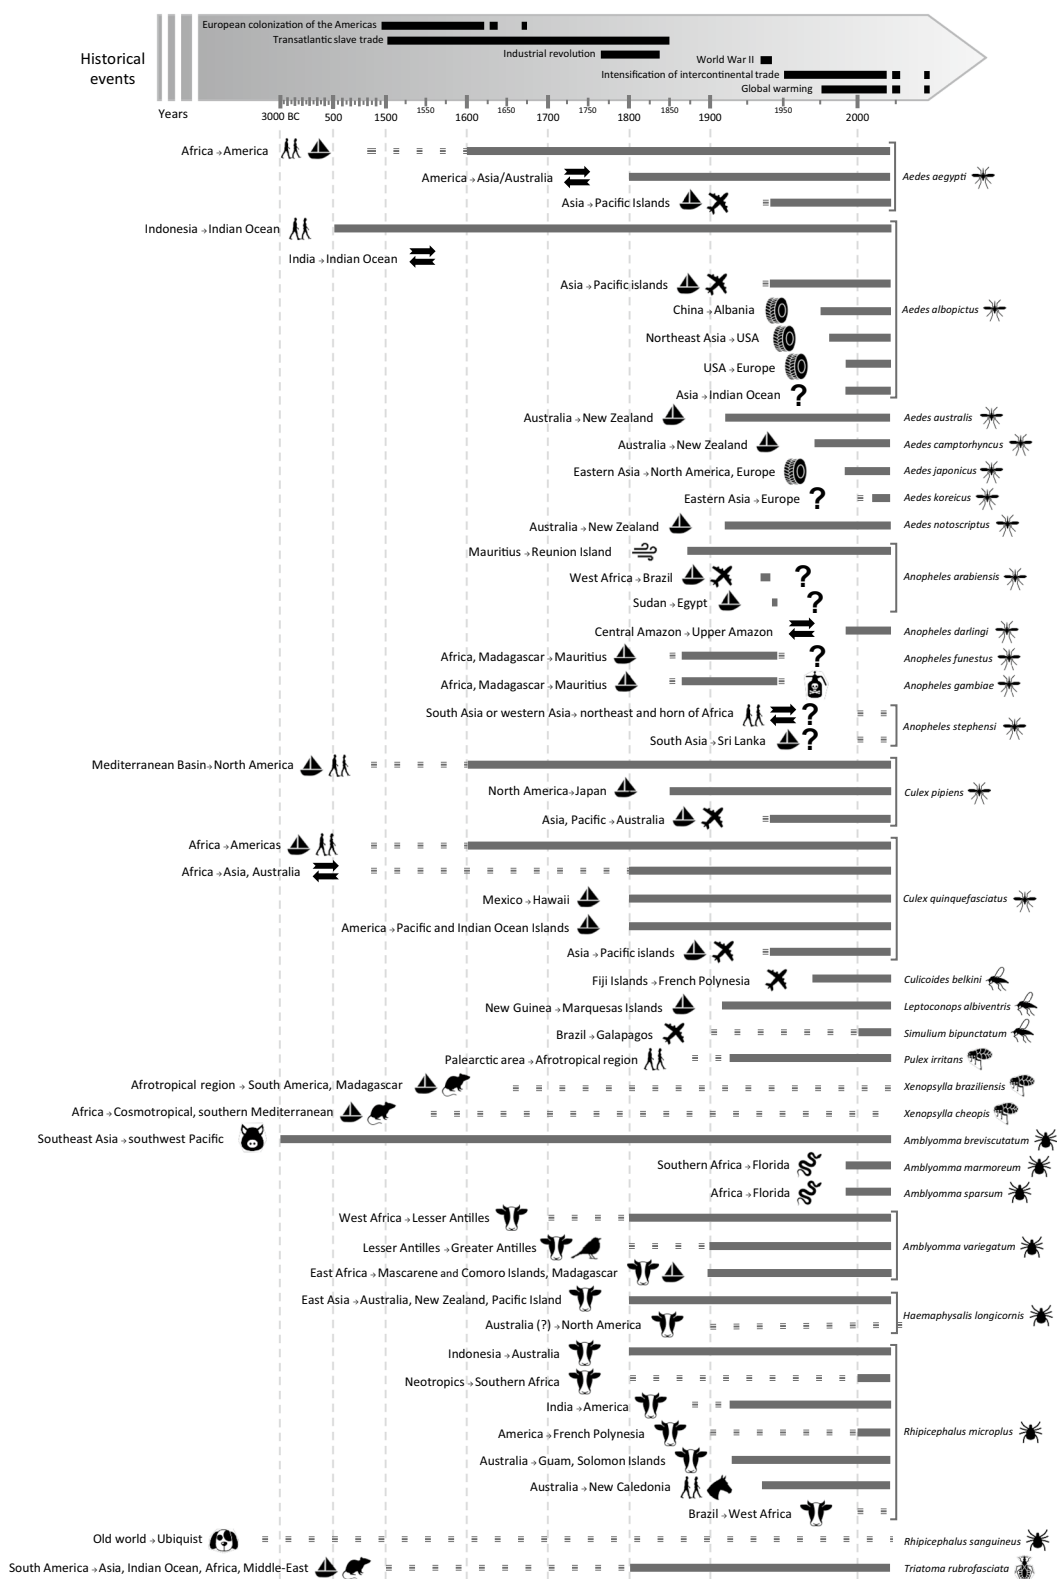 European colonization of the Americas
Transatlantic slave trade
Industrial revolution
World War II
Intensification of intercontinental trade
Global warming
Historical
events
Years
3000 BC
500
1500
1550
1600
1650
1700
1750
1800
1850
1900
1950
2000
Africa → America
America → Asia/Australia
Aedes aegypti
Asia → Pacific Islands
Indonesia → Indian Ocean
India → Indian Ocean
Asia → Pacific islands
China → Albania
Aedes albopictus
Northeast Asia → USA
USA → Europe
Asia → Indian Ocean
?
Australia → New Zealand
Aedes australis
Australia → New Zealand
Aedes camptorhyncus
Eastern Asia → North America, Europe
Aedes japonicus
Eastern Asia → Europe
?
Aedes koreicus
Australia → New Zealand
Aedes notoscriptus
Mauritius → Reunion Island
West Africa → Brazil
?
Anopheles arabiensis
Sudan → Egypt
?
Central Amazon → Upper Amazon
Anopheles darlingi
Africa, Madagascar → Mauritius
?
Anopheles funestus
Africa, Madagascar → Mauritius
Anopheles gambiae
South Asia or western Asia → northeast and horn of Africa
?
Anopheles stephensi
South Asia → Sri Lanka
?
Mediterranean Basin → North America
North America → Japan
Culex pipiens
Asia, Pacific → Australia
Africa → Americas
Africa → Asia, Australia
Mexico → Hawaii
Culex quinquefasciatus
America → Pacific and Indian Ocean Islands
Asia → Pacific islands
Fiji Islands → French Polynesia
Culicoides belkini
New Guinea → Marquesas Islands
Leptoconops albiventris
Brazil → Galapagos
Simulium bipunctatum
Palearctic area → Afrotropical region
Pulex irritans
Afrotropical region → South America, Madagascar
Xenopsylla braziliensis
Africa → Cosmotropical, southern Mediterranean
Xenopsylla cheopis
Southeast Asia → southwest Pacific
Amblyomma breviscutatum
Southern Africa → Florida
Amblyomma marmoreum
Africa → Florida
Amblyomma sparsum
West Africa → Lesser Antilles
Lesser Antilles → Greater Antilles
Amblyomma variegatum
East Africa → Mascarene and Comoro Islands, Madagascar
East Asia → Australia, New Zealand, Pacific Island
Haemaphysalis longicornis
Australia (?) → North America
Indonesia → Australia
Neotropics → Southern Africa
India → America
America → French Polynesia
Rhipicephalus microplus
Australia → Guam, Solomon Islands
Australia → New Caledonia
Brazil → West Africa
Old world → Ubiquist
Rhipicephalus sanguineus
South America → Asia, Indian Ocean, Africa, Middle-East
Triatoma rubrofasciata